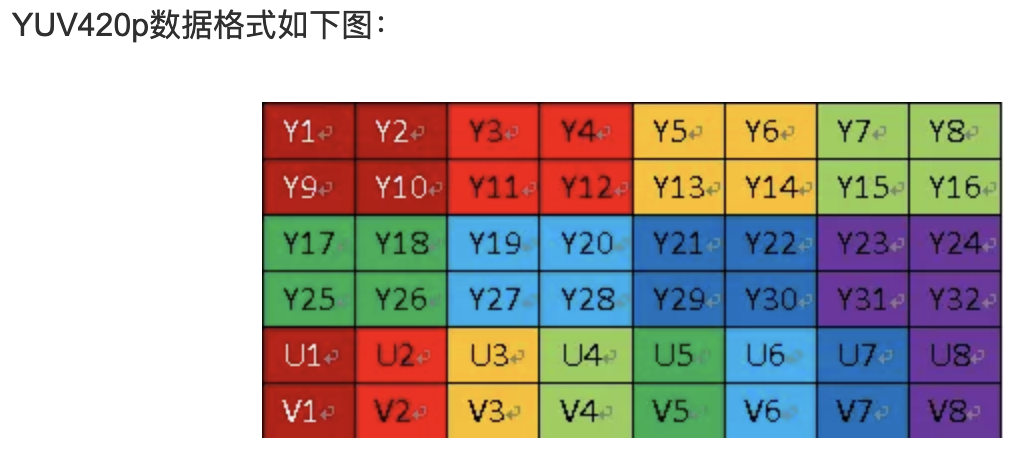 YUV420p数据格式如下图：
Y1 Y2 Y3 Y4 Y5 Y6 Y7 Y8
Y9 Y10 Y11 Y12 Y13 Y14 Y15 Y16
Y17 Y18 Y19 Y20 Y21 Y22 Y23 Y24
Y25 Y26 Y27 Y28 Y29 Y30 Y31 Y32
U1 U2 U3 U4 U5 U6 U7 U8
V1 V2 V3 V4 V5 V6 V7 V8